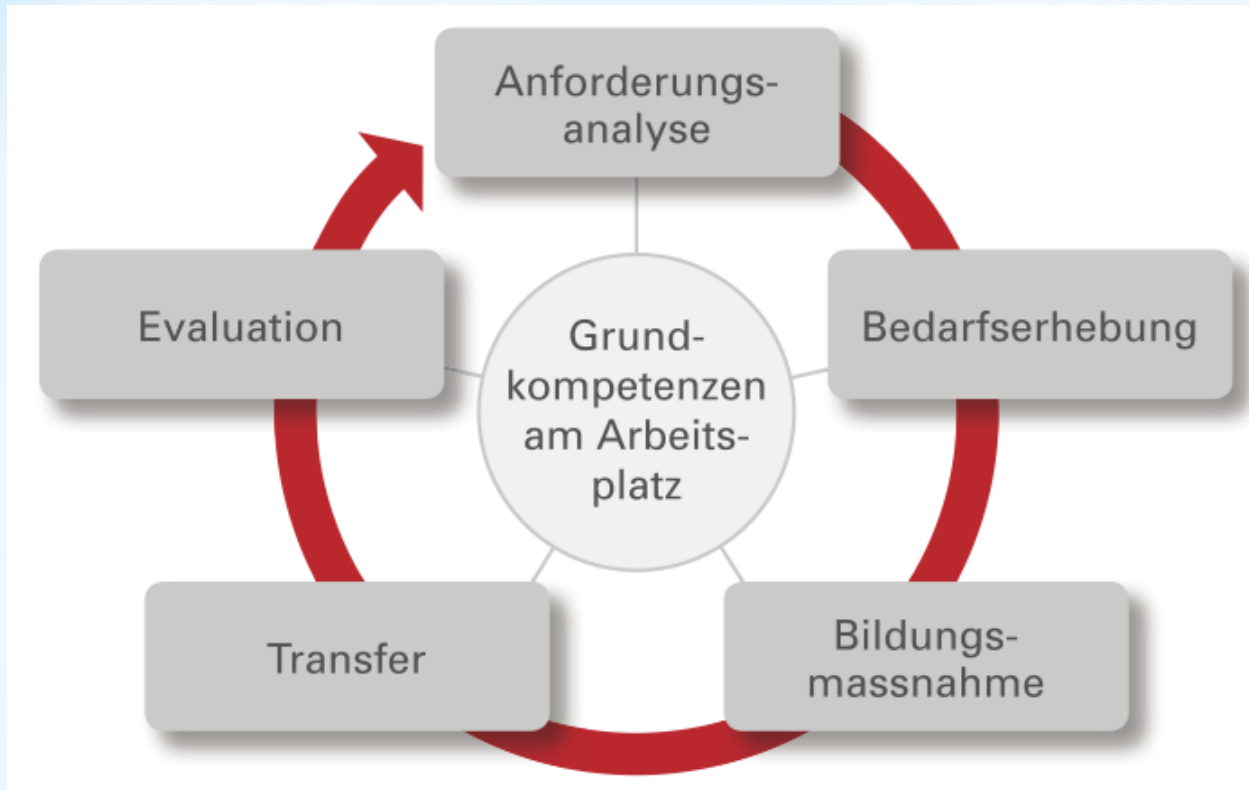 Anforderungs-
analyse
Bedarfserhebung
Bildungs-
massnahme
Transfer
Evaluation
Grund-
kompetenzen
am Arbeits-
platz